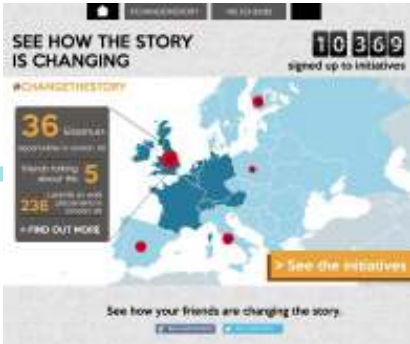 SEE HOW THE STORY
IS CHANGING
10369
signed up to initiatives
#CHANGETHESTORY
36
friends talking
about this 5
236
> FIND OUT MORE
> See the initiatives
See how your friends are changing the story.